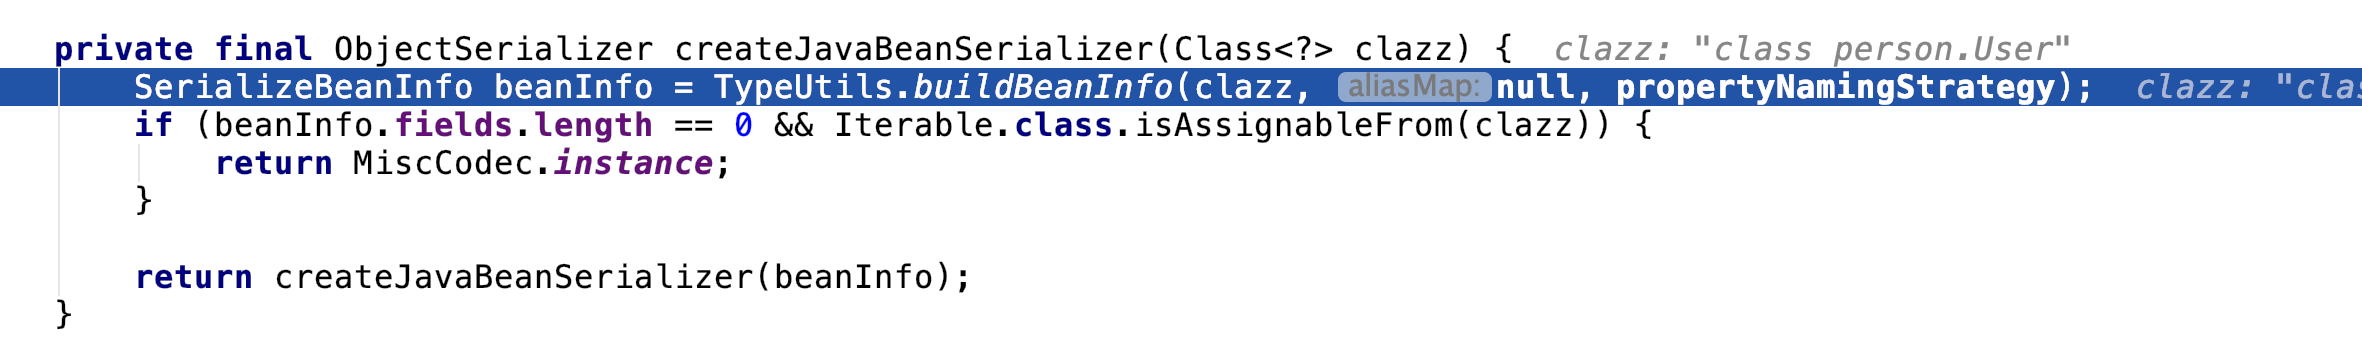 private final ObjectSerializer createJavaBeanSerializer(Class<?> clazz) {  clazz: "class person.User"
    SerializeBeanInfo beanInfo = TypeUtils.buildBeanInfo(clazz,  aliasMap: null, propertyNamingStrategy);  clazz: "clas
    if (beanInfo.fields.length == 0 && Iterable.class.isAssignableFrom(clazz)) {
        return MiscCodec.instance;
    }
    return createJavaBeanSerializer(beanInfo);
}